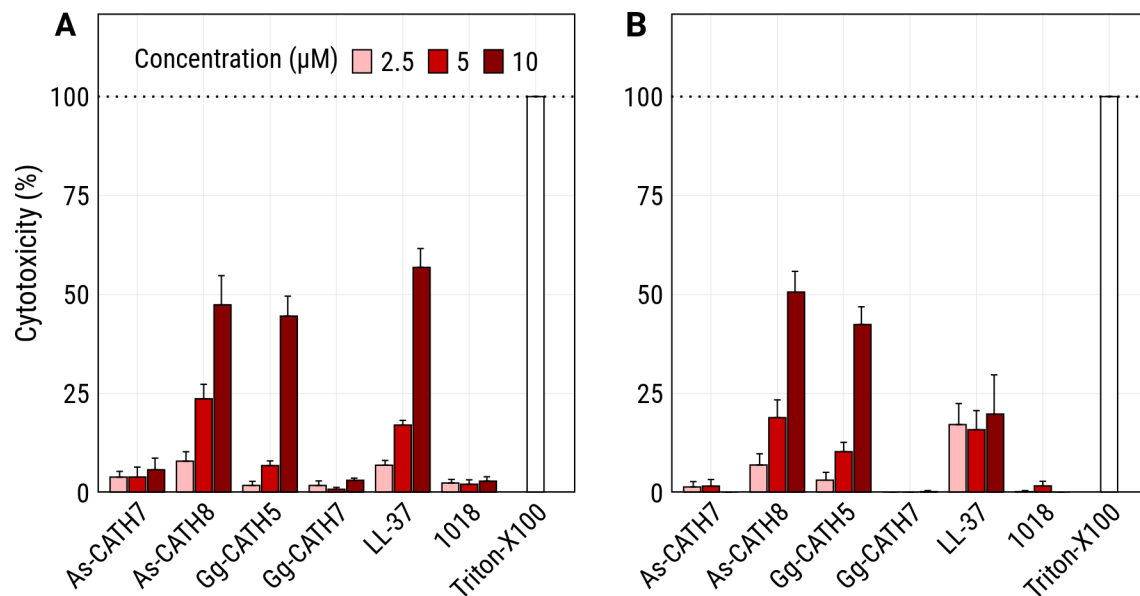 A
Concentration (µM) 2.5 5 10
Cytotoxicity (%)
100
75
50
25
0
As-CATH7
As-CATH8
Gg-CATH5
Gg-CATH7
LL-37
1018
Triton-X100
B
100
75
50
25
0
As-CATH7
As-CATH8
Gg-CATH5
Gg-CATH7
LL-37
1018
Triton-X100